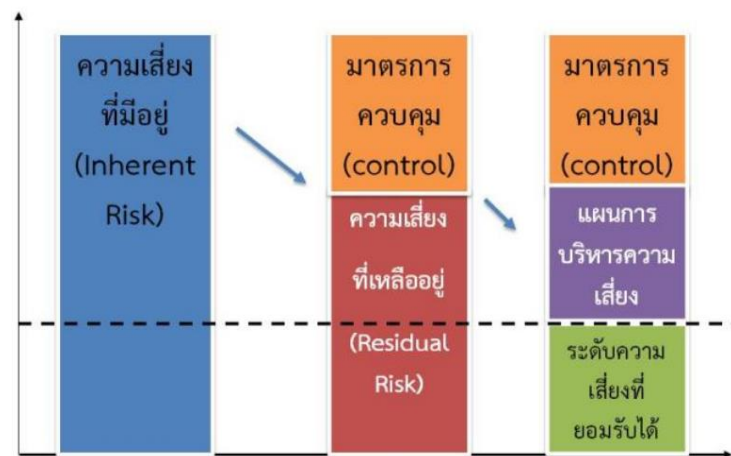 ความเสี่ยง
ที่มีอยู่
(Inherent
Risk)
มาตรการ
ควบคุม
(control)
ความเสี่ยง
ที่เหลืออยู่
(Residual
Risk)
มาตรการ
ควบคุม
(control)
แผนการ
บริหารความ
เสี่ยง
ระดับความ
เสี่ยงที่
ยอมรับได้